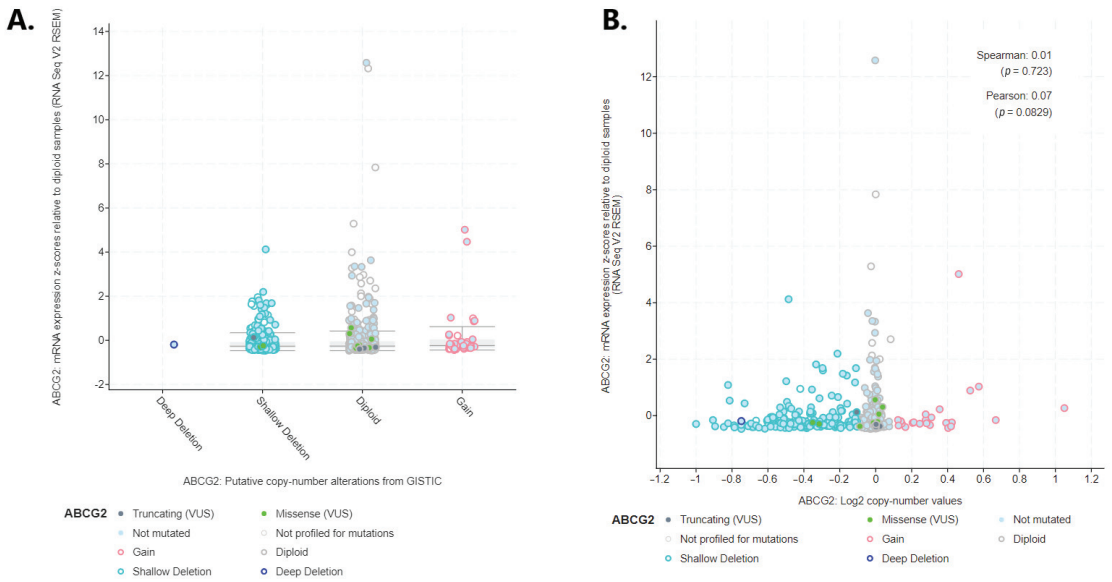 A.
ABCG2: mRNA expression z-scores relative to diploid samples (RNA Seq V2 RSEM)
14
12
10
8
6
4
2
0
-2
Deep Deletion
Shallow Deletion
Diploid
Gain
ABCG2: Putative copy-number alterations from GISTIC
ABCG2
Truncating (VUS)
Missense (VUS)
Not mutated
Not profiled for mutations
Gain
Diploid
Shallow Deletion
Deep Deletion
B.
ABCG2: mRNA expression z-scores relative to diploid samples
(RNA Seq V2 RSEM)
12
10
8
6
4
2
0
Spearman: 0.01
(p = 0.723)
Pearson: 0.07
(p = 0.0829)
−1.2 −1 −0.8 −0.6 −0.4 −0.2 0 0.2 0.4 0.6 0.8 1 1.2
ABCG2: Log2 copy-number values
ABCG2
Truncating (VUS)
Missense (VUS)
Not mutated
Not profiled for mutations
Gain
Diploid
Shallow Deletion
Deep Deletion